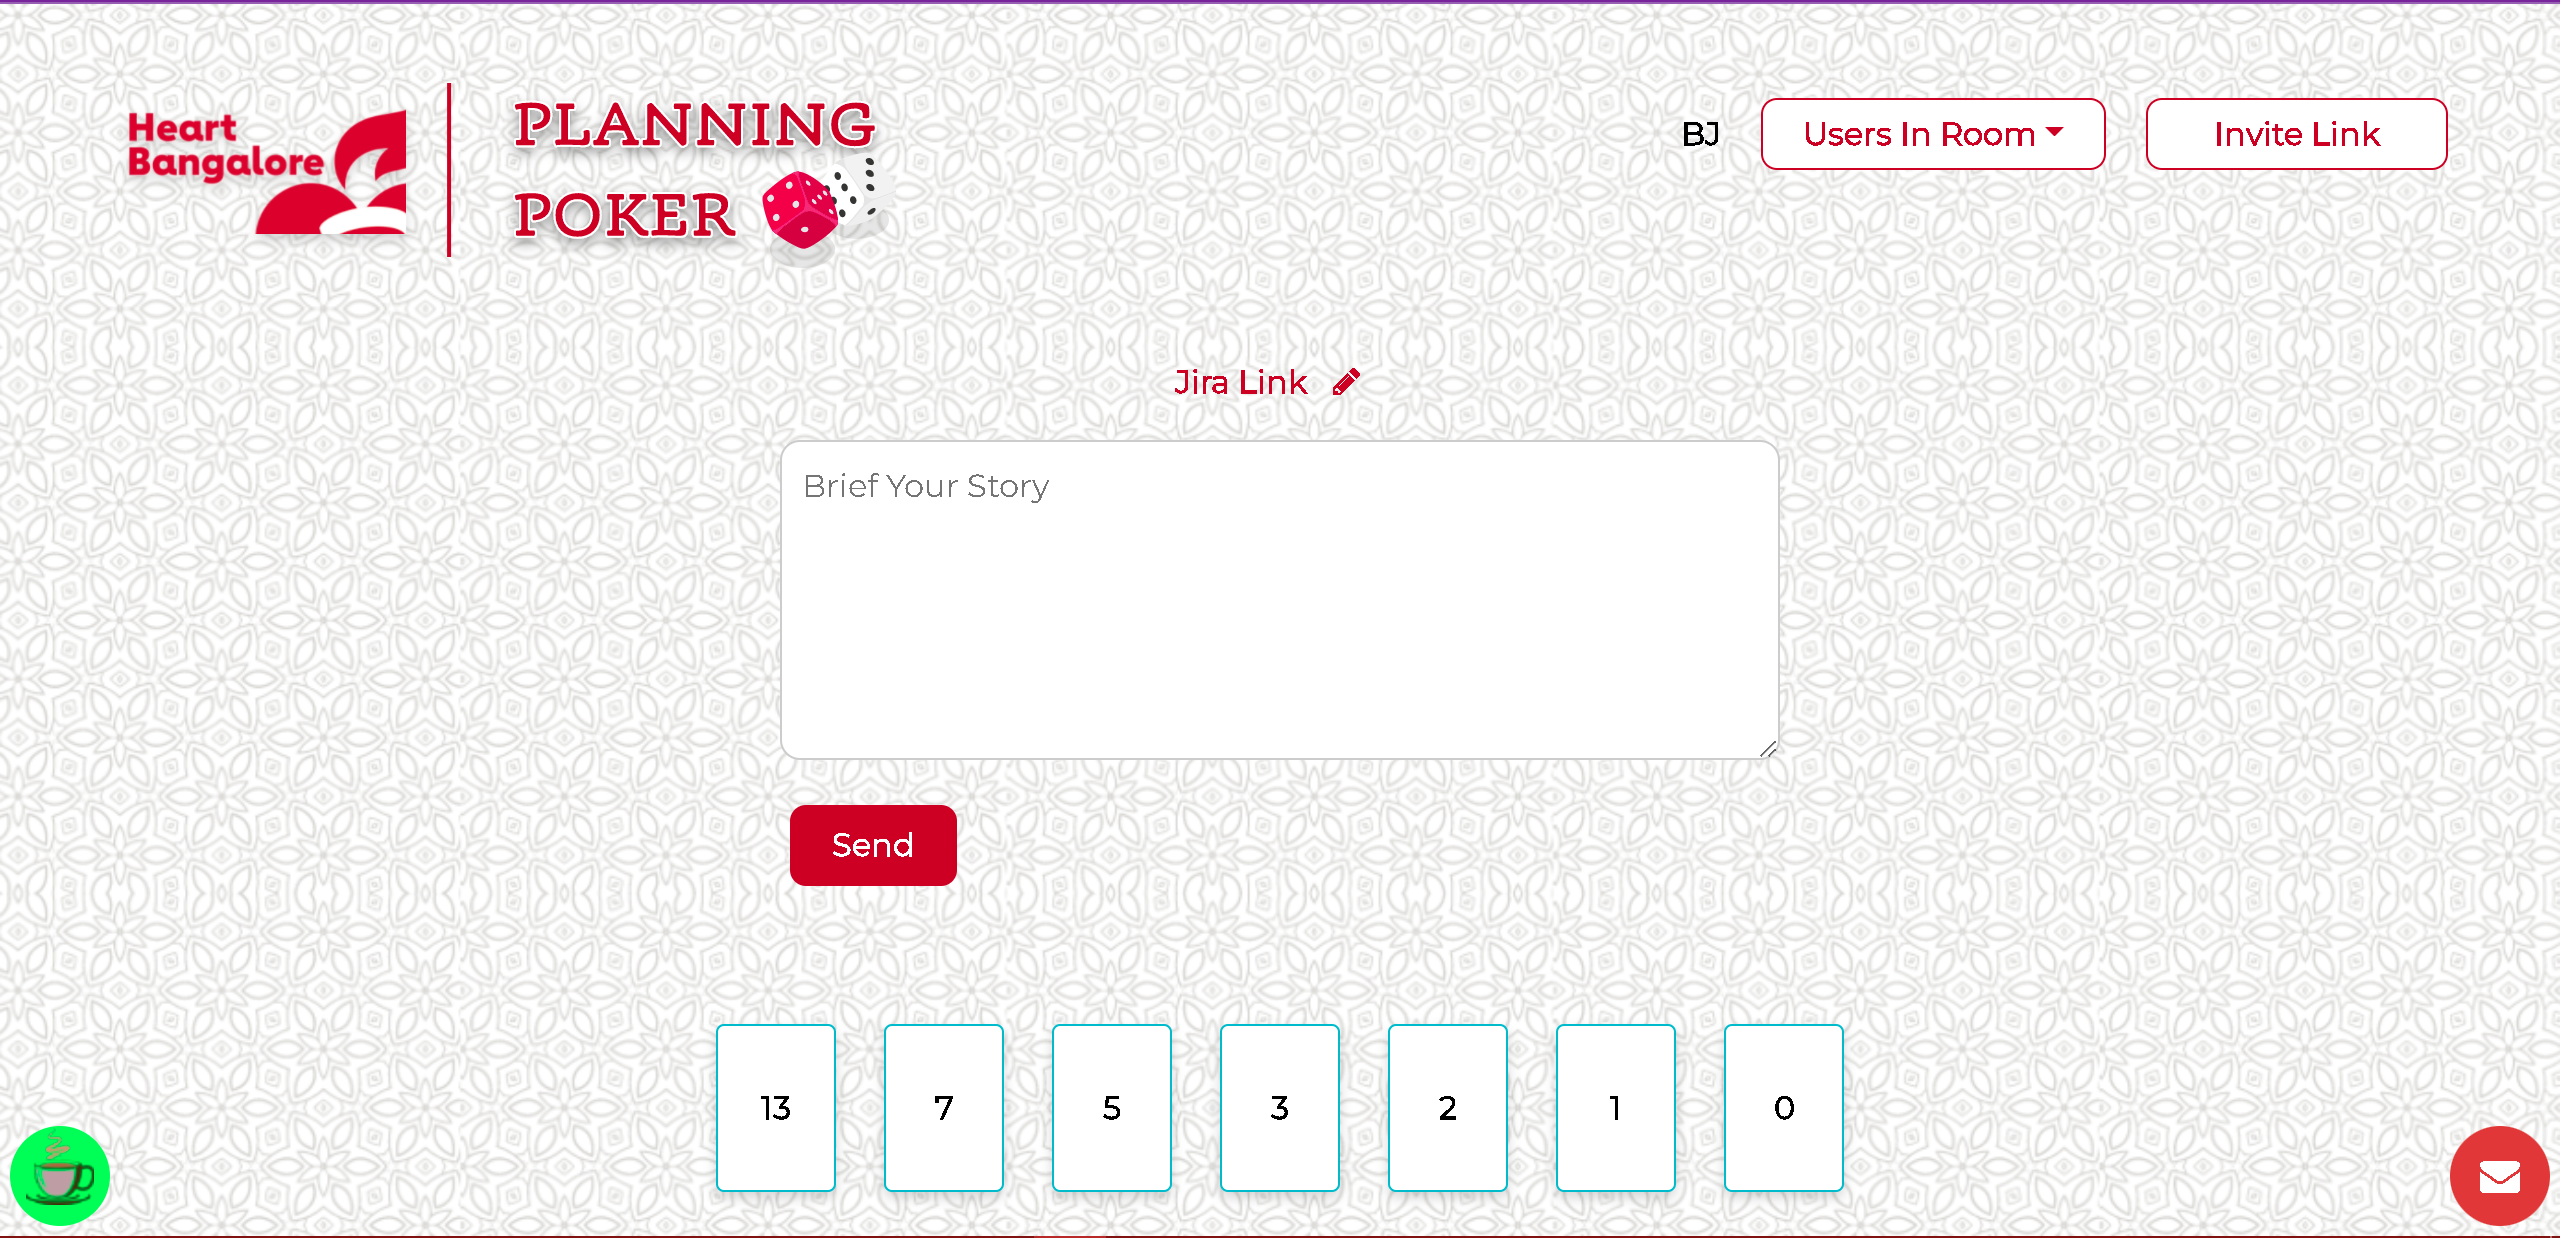 Heart
Bangalore
PLANNING
POKER
BJ
Users In Room
Invite Link
Jira Link
Brief Your Story
Send
13
7
5
3
2
1
0